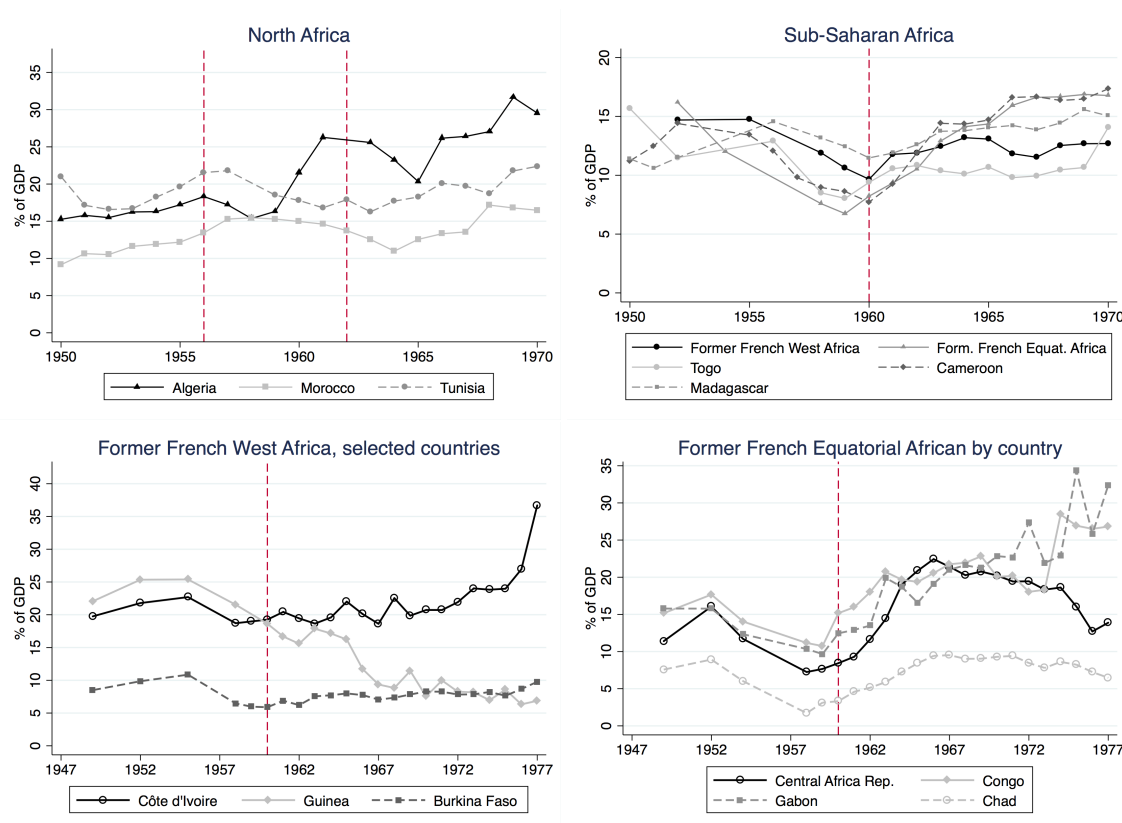 North Africa
% of GDP
35
30
25
20
15
10
5
0
1950 1955 1960 1965 1970
Algeria Morocco Tunisia
Sub-Saharan Africa
% of GDP
20
15
10
5
0
1950 1955 1960 1965 1970
Former French West Africa Form. French Equat. Africa
Togo Cameroon
Madagascar
Former French West Africa, selected countries
% of GDP
40
35
30
25
20
15
10
5
0
1947 1952 1957 1962 1967 1972 1977
Côte d'Ivoire Guinea Burkina Faso
Former French Equatorial African by country
% of GDP
35
30
25
20
15
10
5
0
1947 1952 1957 1962 1967 1972 1977
Central Africa Rep. Congo
Gabon Chad